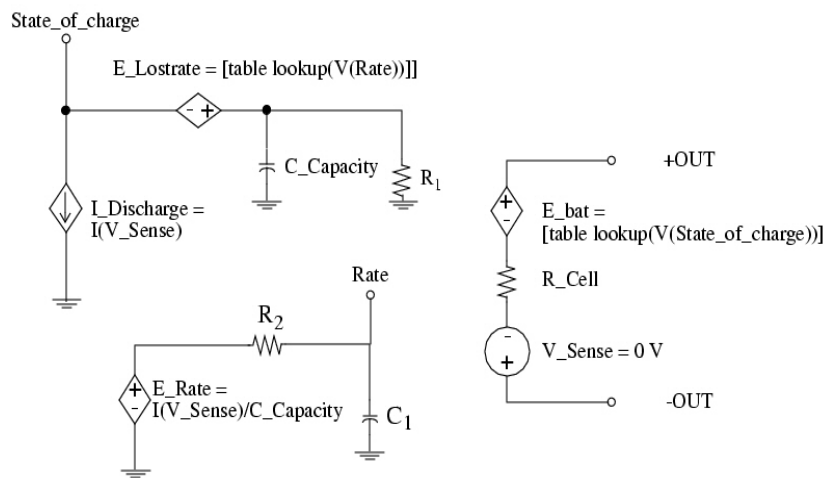 State_of_charge
E_Lostrate = [table lookup(V(Rate))]]
C_Capacity
R1
I_Discharge =
I(V_Sense)
+OUT
E_bat =
[table lookup(V(State_of_charge))]
R_Cell
V_Sense = 0 V
-OUT
Rate
R2
E_Rate =
I(V_Sense)/C_Capacity
C1